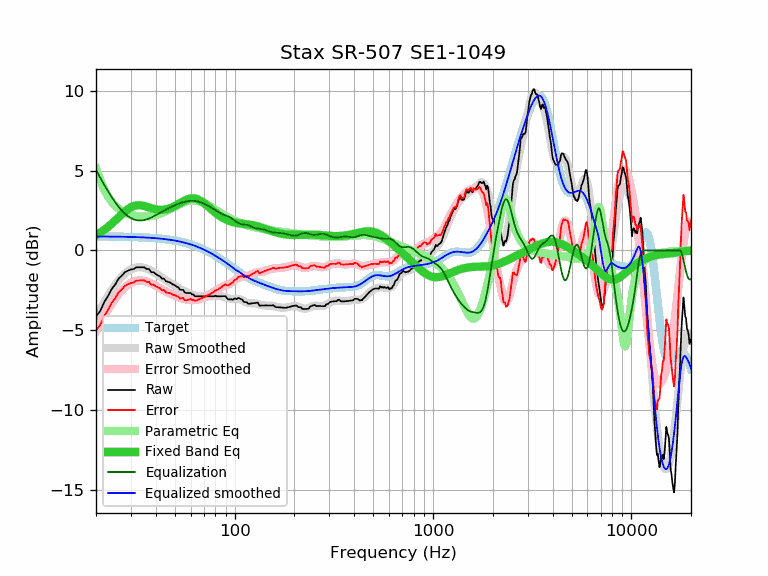 Stax SR-507 SE1-1049
10
5
0
−5
−10
−15
Amplitude (dBr)
Target
Raw Smoothed
Error Smoothed
Raw
Error
Parametric Eq
Fixed Band Eq
Equalization
Equalized smoothed
100
1000
10000
Frequency (Hz)